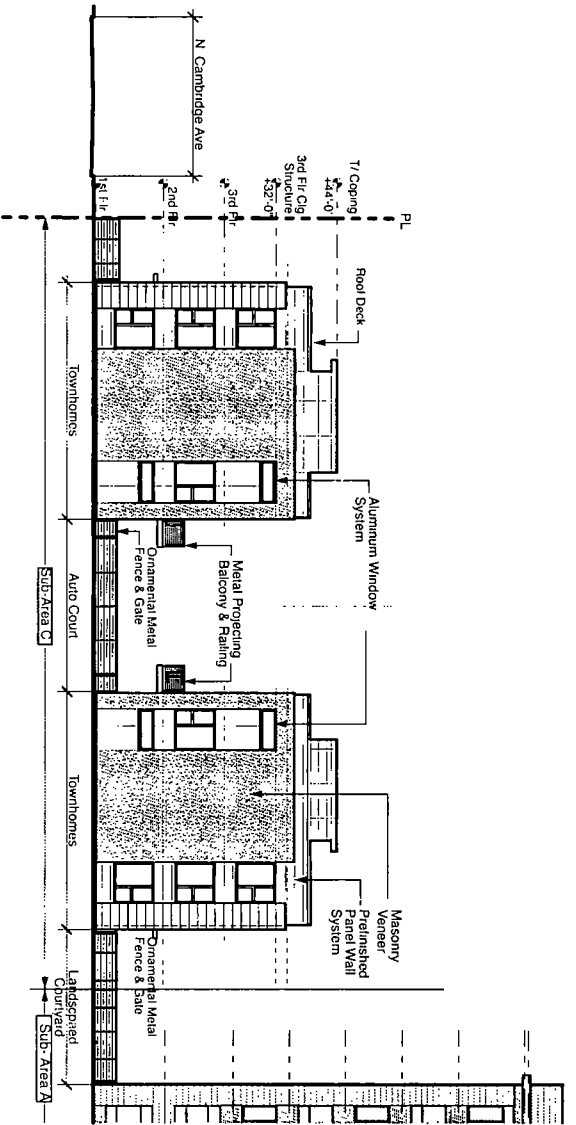 N Cambridge Ave
T/ Coping
+44'-0"
3rd Flr Clg
Structure
+32'-0"
3rd Flr
2nd Flr
1st Flr
PL
Roof Deck
Aluminum Window
System
Metal Projecting
Balcony & Railing
Ornamental Metal
Fence & Gate
Masonry
Veneer
Prefinished
Panel Wall
System
Ornamental Metal
Fence & Gate
Townhomes
Auto Court
Townhomes
Landscpaed
Courtyard
Sub-Area C
Sub- Area A